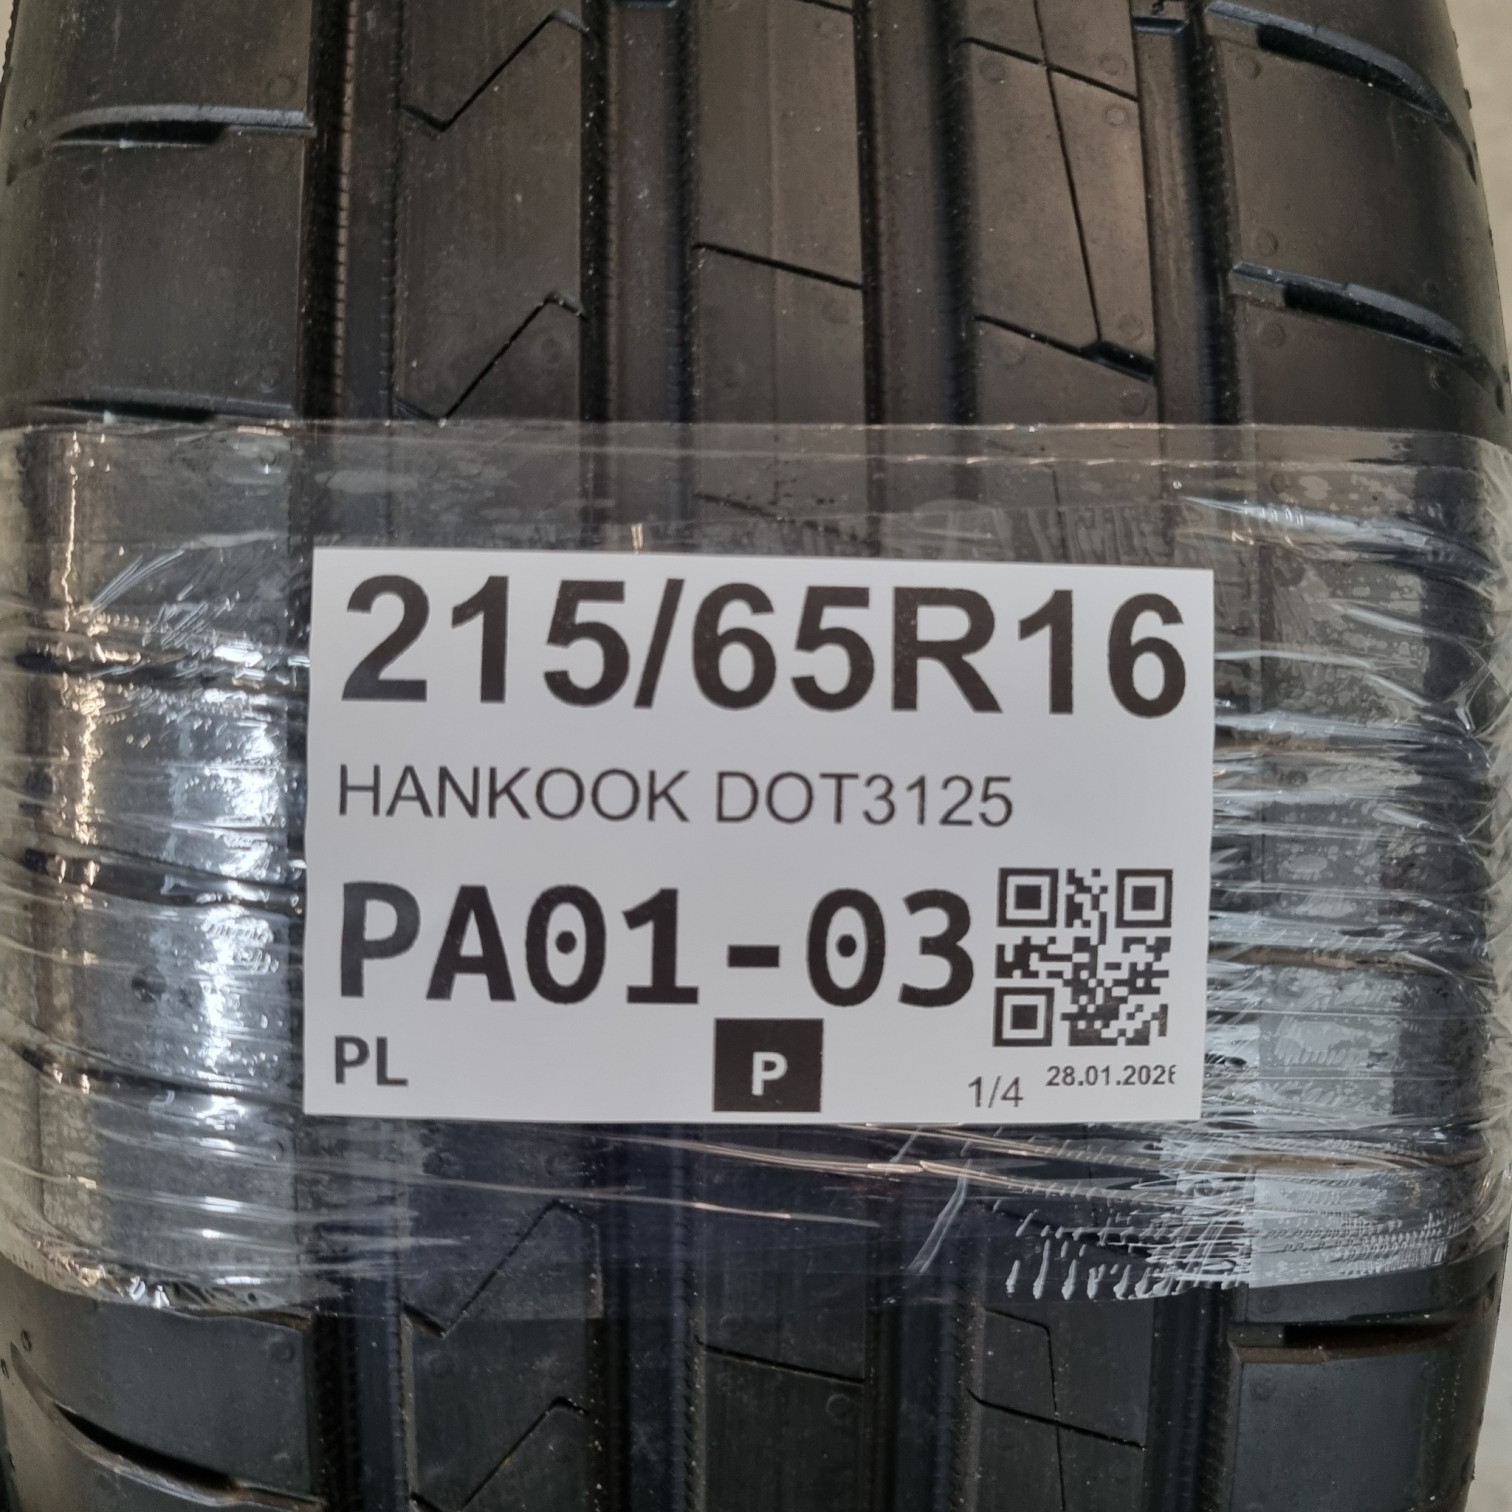 215/65R16
HANKOOK DOT3125
PA01-03
PL
P
1/4
28.01.2026